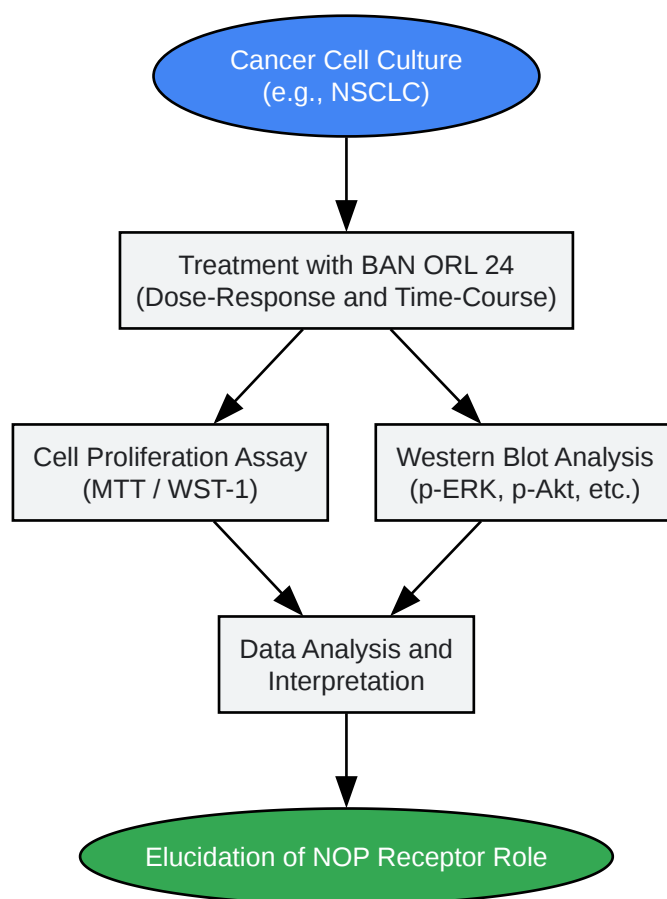 Cancer Cell Culture
(e.g., NSCLC)
Treatment with BAN ORL 24
(Dose-Response and Time-Course)
Cell Proliferation Assay
(MTT / WST-1)
Western Blot Analysis
(p-ERK, p-Akt, etc.)
Data Analysis and
Interpretation
Elucidation of NOP Receptor Role